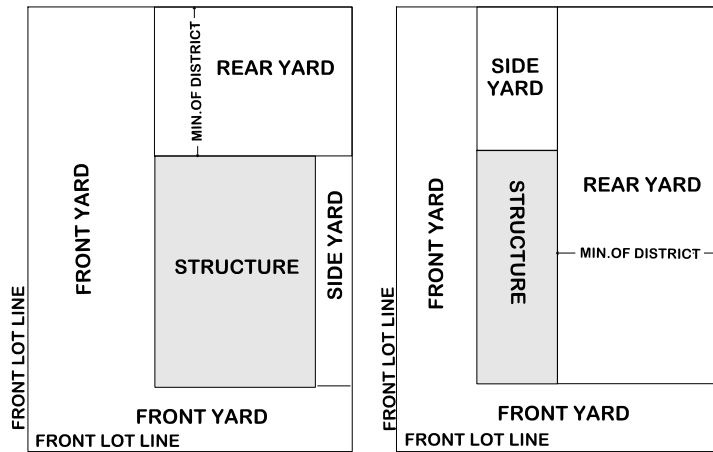 MIN.OF DISTRICT
REAR YARD
FRONT YARD
STRUCTURE
SIDE YARD
FRONT LOT LINE
FRONT YARD
FRONT LOT LINE
SIDE
YARD
FRONT YARD
STRUCTURE
REAR YARD
MIN.OF DISTRICT
FRONT LOT LINE
FRONT YARD
FRONT LOT LINE